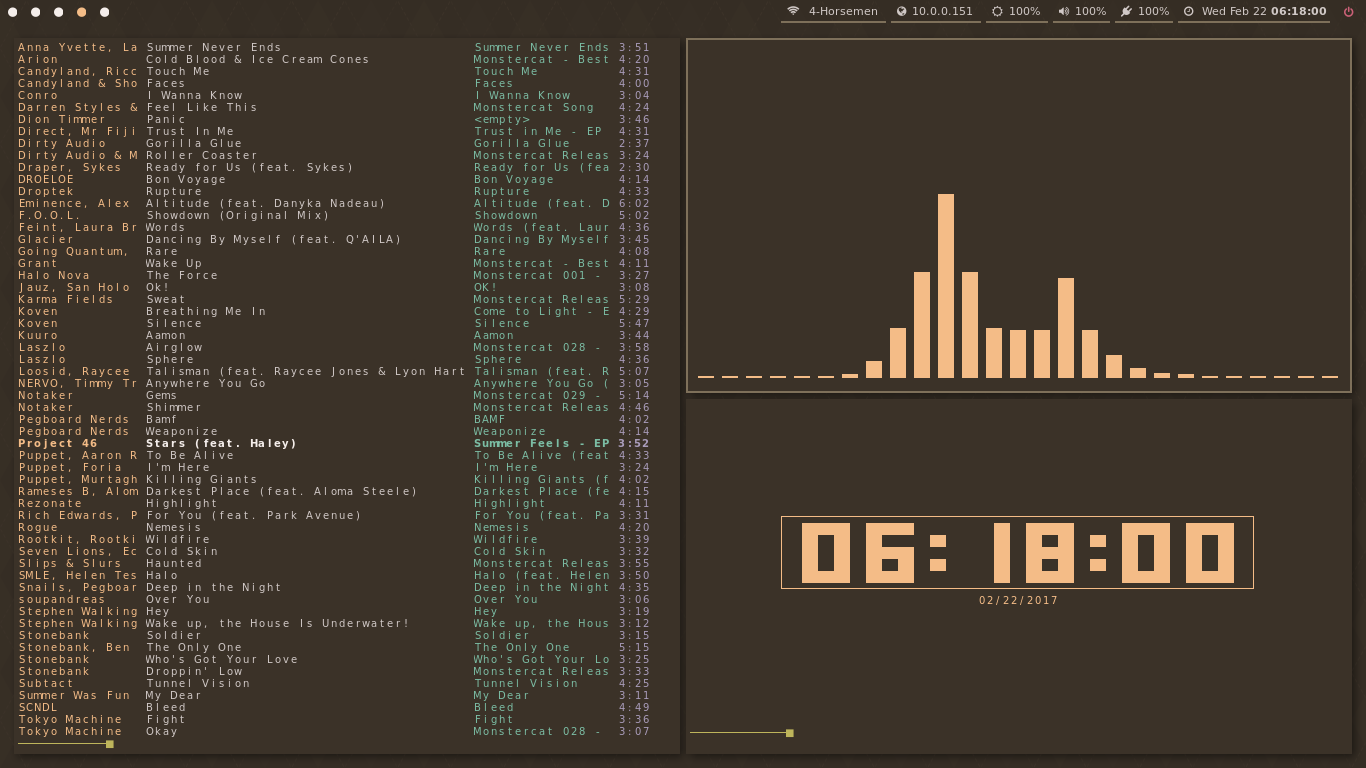 4-Horsemen 10.0.0.151 100% 100% 100% Wed Feb 22 06:18:00
Anna Yvette, La Summer Never Ends Summer Never Ends 3:51
Arion Cold Blood & Ice Cream Cones Monstercat - Best 4:20
Candyland, Ricc Touch Me Touch Me 4:31
Candyland & Sho Faces Faces 4:00
Conro I Wanna Know I Wanna Know 3:04
Darren Styles & Feel Like This Monstercat Song 4:24
Dion Timmer Panic <empty> 3:46
Direct, Mr Fiji Trust In Me Trust in Me - EP 4:31
Dirty Audio Gorilla Glue Gorilla Glue 2:37
Dirty Audio & M Roller Coaster Monstercat Releas 3:24
Draper, Sykes Ready for Us (feat. Sykes) Ready for Us (fea 2:30
DROELOE Bon Voyage Bon Voyage 4:14
Droptek Rupture Rupture 4:33
Eminence, Alex Altitude (feat. Danyka Nadeau) Altitude (feat. D 6:02
F.O.O.L. Showdown (Original Mix) Showdown 5:02
Feint, Laura Br Words Words (feat. Laur 4:36
Glacier Dancing By Myself (feat. Q'AILA) Dancing By Myself 3:45
Going Quantum, Rare Rare 4:08
Grant Wake Up Monstercat - Best 4:11
Halo Nova The Force Monstercat 001 - 3:27
Jauz, San Holo Ok! OK! 3:08
Karma Fields Sweat Monstercat Releas 5:29
Koven Breathing Me In Come to Light - E 4:29
Koven Silence Silence 5:47
Kuuro Aamon Aamon 3:44
Laszlo Airglow Monstercat 028 - 3:58
Laszlo Sphere Sphere 4:36
Loosid, Raycee Talisman (feat. Raycee Jones & Lyon Hart Talisman (feat. R 5:07
NERVO, Timmy Tr Anywhere You Go Anywhere You Go ( 3:05
Notaker Gems Monstercat 029 - 5:14
Notaker Shimmer Monstercat Releas 4:46
Pegboard Nerds Bamf BAMF 4:02
Pegboard Nerds Weaponize Weaponize 4:14
Project 46 Stars (feat. Haley) Summer Feels - EP 3:52
Puppet, Aaron R To Be Alive To Be Alive (feat 4:33
Puppet, Foria I'm Here I'm Here 3:24
Puppet, Murtagh Killing Giants Killing Giants (f 4:02
Rameses B, Alom Darkest Place (feat. Aloma Steele) Darkest Place (fe 4:15
Rezonate Highlight Highlight 4:11
Rich Edwards, P For You (feat. Park Avenue) For You (feat. Pa 3:31
Rogue Nemesis Nemesis 4:20
Rootkit, Rootki Wildfire Wildfire 3:39
Seven Lions, Ec Cold Skin Cold Skin 3:32
Slips & Slurs Haunted Monstercat Releas 3:55
SMLE, Helen Tes Halo Halo (feat. Helen 3:50
Snails, Pegboar Deep in the Night Deep in the Night 4:35
soupandreas Over You Over You 3:06
Stephen Walking Hey Hey 3:19
Stephen Walking Wake up, the House Is Underwater! Wake up, the Hous 3:12
Stonebank Soldier Soldier 3:15
Stonebank, Ben The Only One The Only One 5:15
Stonebank Who's Got Your Love Who's Got Your Lo 3:25
Stonebank Droppin' Low Monstercat Releas 3:33
Subtact Tunnel Vision Tunnel Vision 4:25
Summer Was Fun My Dear My Dear 3:11
SCNDL Bleed Bleed 4:49
Tokyo Machine Fight Fight 3:36
Tokyo Machine Okay Monstercat 028 - 3:07
06:18:00
02/22/2017